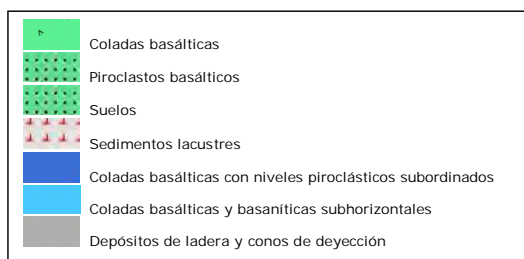 Coladas basálticas
Piroclastos basálticos
Suelos
Sedimentos lacustres
Coladas basálticas con niveles piroclásticos subordinados
Coladas basálticas y basaníticas subhorizontales
Depósitos de ladera y conos de deyección